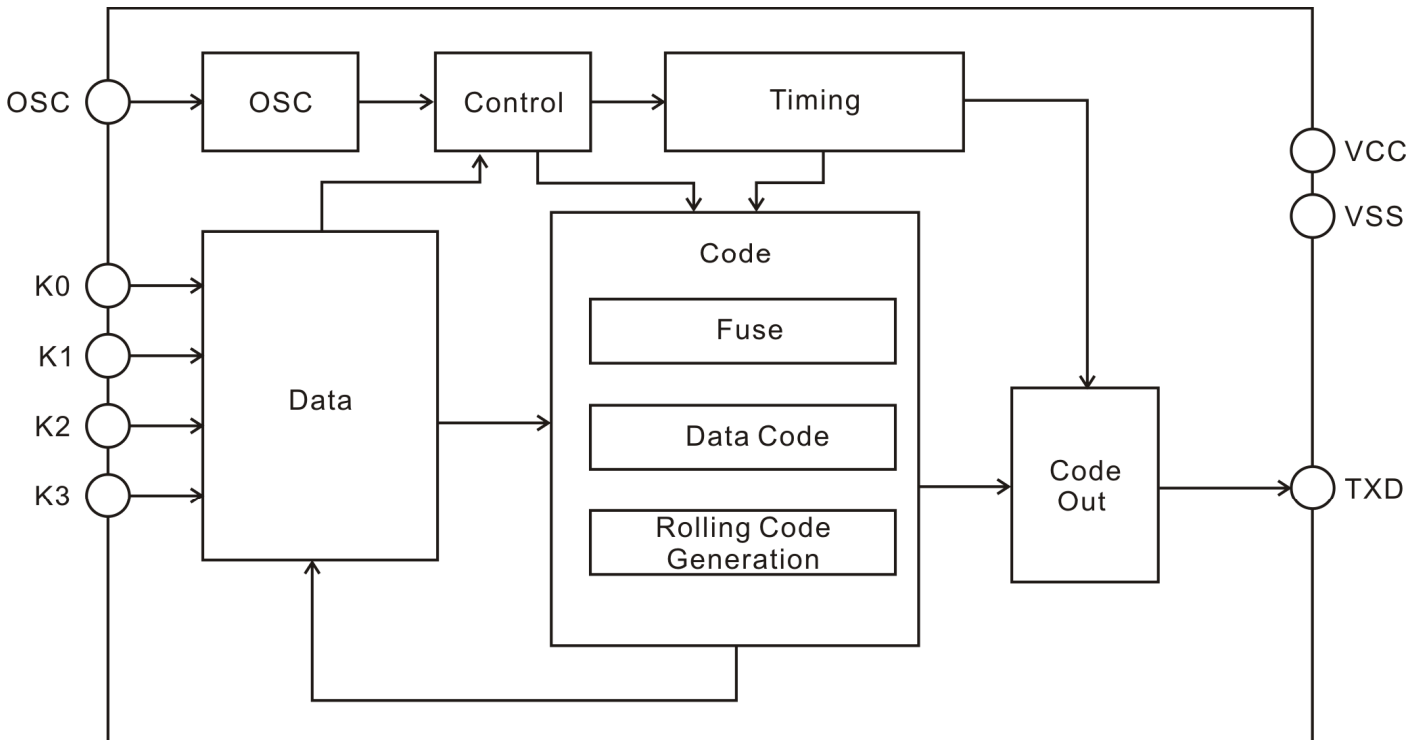 OSC
OSC
Control
Timing
VCC
VSS
K0
K1
K2
K3
Data
Code
Fuse
Data Code
Rolling Code
Generation
Code
Out
TXD